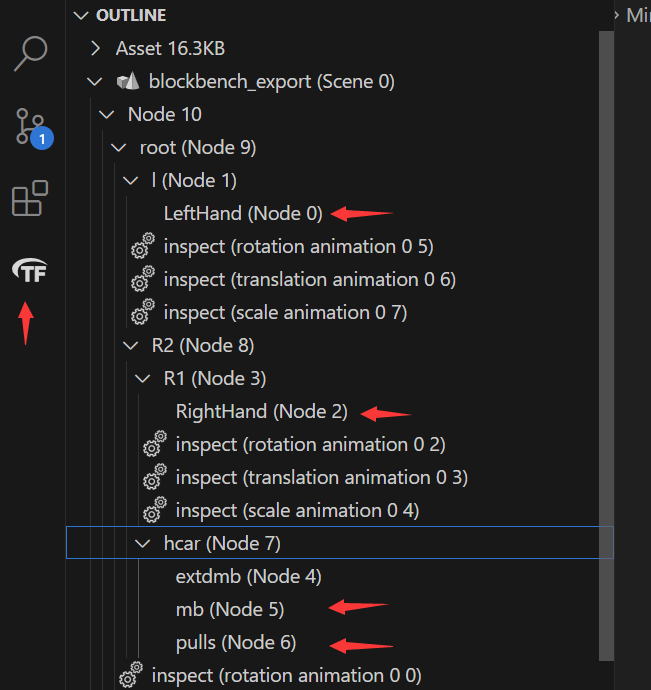 OUTLINE
Min
Asset 16.3KB
blockbench_export (Scene 0)
Node 10
1
root (Node 9)
l (Node 1)
LeftHand (Node 0)
inspect (rotation animation 0 5)
TF
inspect (translation animation 0 6)
inspect (scale animation 0 7)
R2 (Node 8)
R1 (Node 3)
RightHand (Node 2)
inspect (rotation animation 0 2)
inspect (translation animation 0 3)
inspect (scale animation 0 4)
hcar (Node 7)
extdmb (Node 4)
mb (Node 5)
pulls (Node 6)
inspect (rotation animation 0 0)